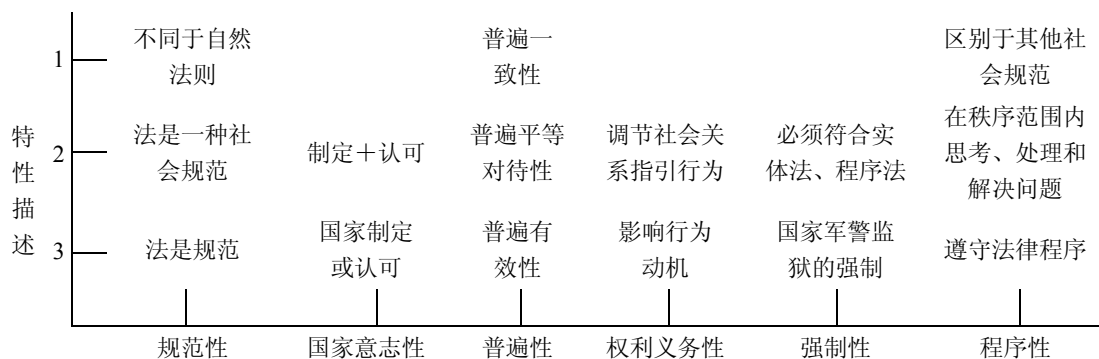 特性描述
1
不同于自然
法则
普遍一
致性
区别于其他社
会规范
2
法是一种社
会规范
制定+认可
普遍平等
对待性
调节社会关
系指引行为
必须符合实
体法、程序法
在秩序范围内
思考、处理和
解决问题
3
法是规范
国家制定
或认可
普遍有
效性
影响行为
动机
国家军警监
狱的强制
遵守法律程序
规范性
国家意志性
普遍性
权利义务性
强制性
程序性